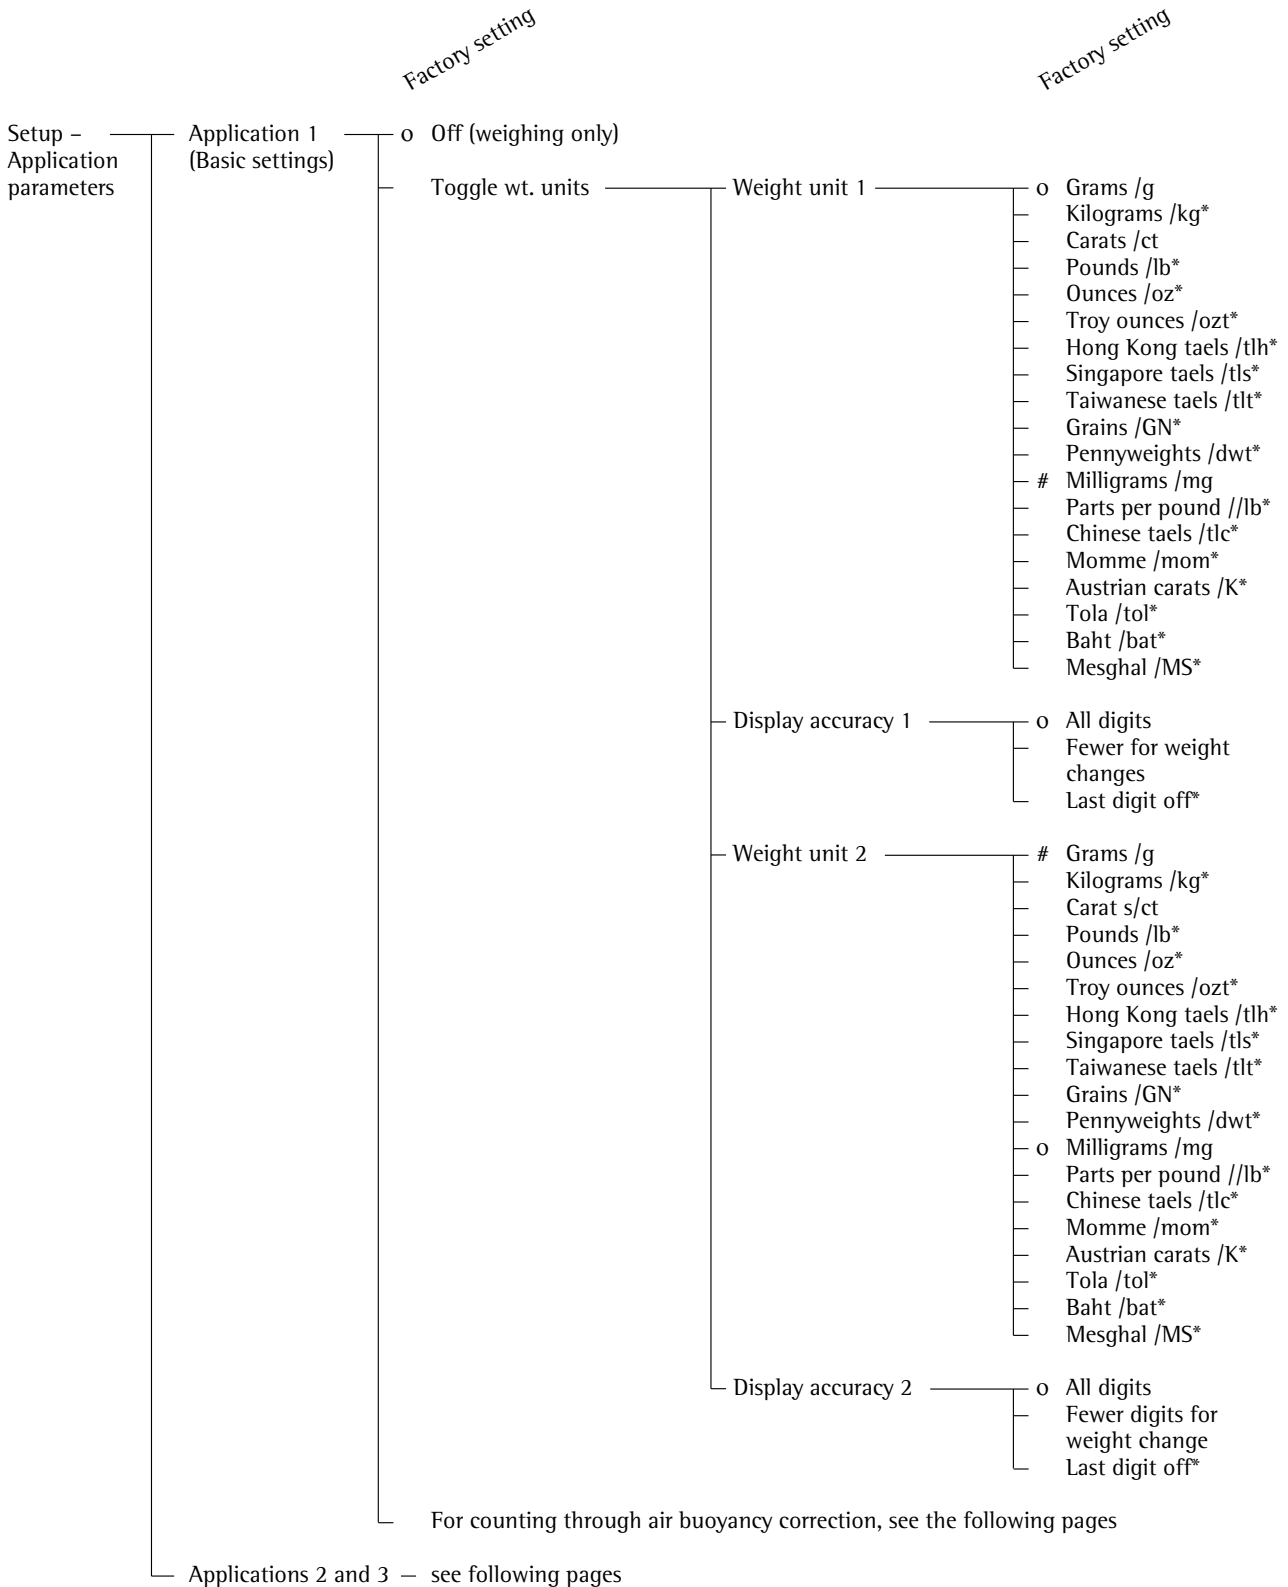 Factory setting Factory setting
Setup – Application 1 o Off (weighing only)
Application (Basic settings)
parameters Toggle wt. units Weight unit 1 o Grams /g
Kilograms /kg*
Carats /ct
Pounds /lb*
Ounces /oz*
Troy ounces /ozt*
Hong Kong taels /tlh*
Singapore taels /tls*
Taiwanese taels /tlt*
Grains /GN*
Pennyweights /dwt*
# Milligrams /mg
Parts per pound //lb*
Chinese taels /tlc*
Momme /mom*
Austrian carats /K*
Tola /tol*
Baht /bat*
Mesghal /MS*
Display accuracy 1 o All digits
Fewer for weight
changes
Last digit off*
Weight unit 2 # Grams /g
Kilograms /kg*
Carat s/ct
Pounds /lb*
Ounces /oz*
Troy ounces /ozt*
Hong Kong taels /tlh*
Singapore taels /tls*
Taiwanese taels /tlt*
Grains /GN*
Pennyweights /dwt*
o Milligrams /mg
Parts per pound //lb*
Chinese taels /tlc*
Momme /mom*
Austrian carats /K*
Tola /tol*
Baht /bat*
Mesghal /MS*
Display accuracy 2 o All digits
Fewer digits for
weight change
Last digit off*
For counting through air buoyancy correction, see the following pages
Applications 2 and 3 – see following pages